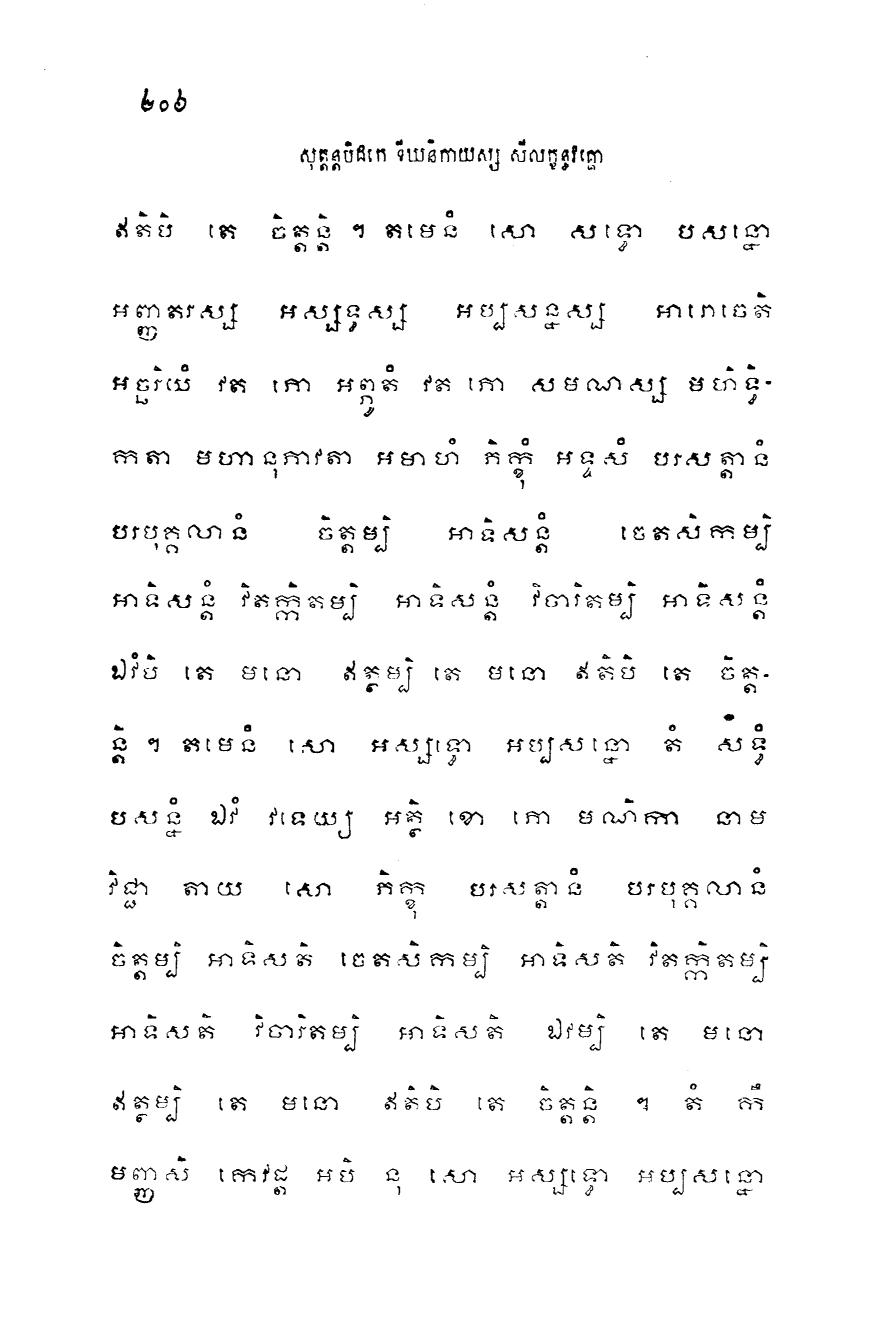 ២០៦
សុត្តន្តបិដកេ ទីឃនិកាយស្ស សីលក្ខន្ធវគ្គោ
ឥតិបិ តេ ចិត្តន្តិ ។ តមេនំ សោ សទ្ធោ បសន្នោ
អញ្ញតរស្ស អស្សទ្ធស្ស អប្បសន្នស្ស អារោចេតិ
អច្ឆរិយំ វត ភោ អព្ភូតំ វត ភោ សមណស្ស មហិទ្ធិ-
កតា មហានុភាវតា អមាហំ ភិក្ខុំ អទ្ទសំ បរសត្តានំ
បរបុគ្គលានំ ចិត្តម្បិ អាទិសន្តំ ចេតសិកម្បិ
អាទិសន្តំ វិតក្កិតម្បិ អាទិសន្តំ វិចារិតម្បិ អាទិសន្តំ
ឯវំបិ តេ មនោ ឥត្ថម្បិ តេ មនោ ឥតិបិ តេ ចិត្ត-
ន្តិ ។ តមេនំ សោ អស្សទ្ធោ អប្បសន្នោ តំ សទ្ធំ
បសន្នំ ឯវំ វទេយ្យ អត្ថិ ខោ ភោ មណិកា នាម
វិជ្ជា តាយ សោ ភិក្ខុ បរសត្តានំ បរបុគ្គលានំ
ចិត្តម្បិ អាទិសតិ ចេតសិកម្បិ អាទិសតិ វិតក្កិតម្បិ
អាទិសតិ វិចារិតម្បិ អាទិសតិ ឯវម្បិ តេ មនោ
ឥត្ថម្បិ តេ មនោ ឥតិបិ តេ ចិត្តន្តិ ។ តំ កឹ
មញ្ញសិ កេវដ្ដ អបិ នុ សោ អស្សទ្ធោ អប្បសន្នោ